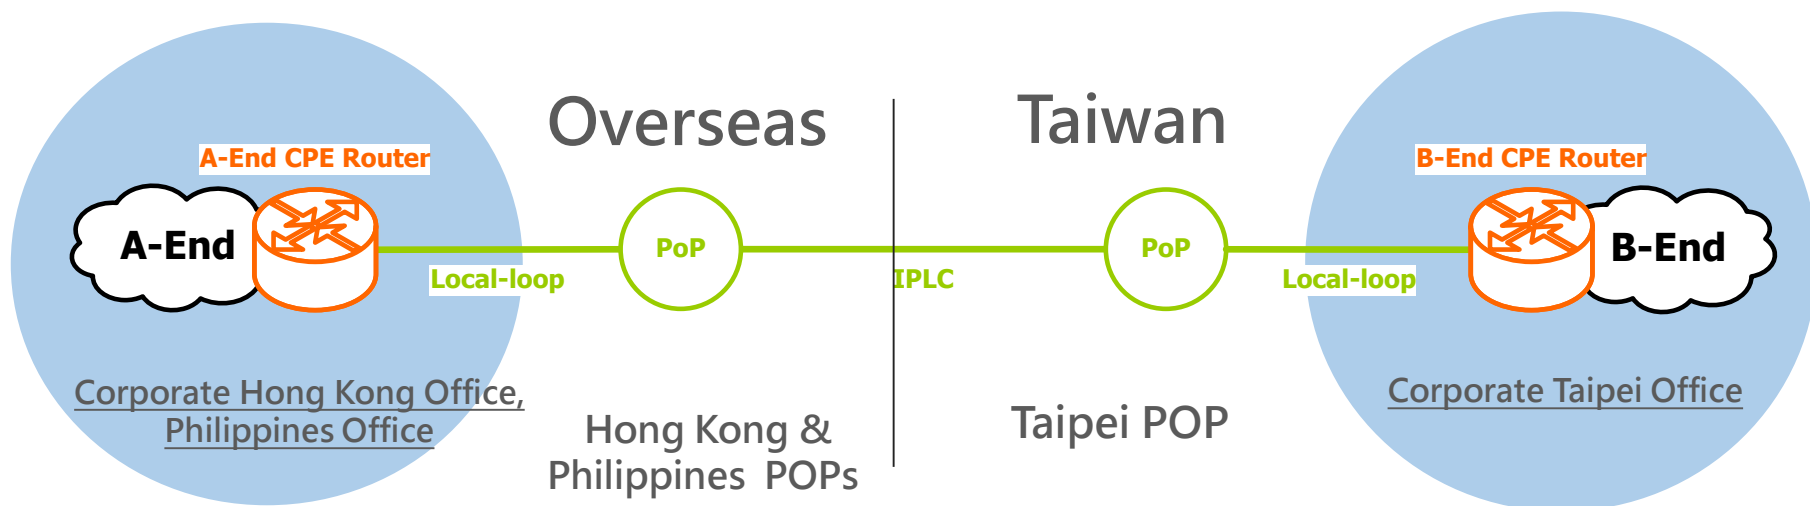 Overseas
Taiwan
A-End CPE Router
B-End CPE Router
A-End
PoP
PoP
B-End
Local-loop
IPLC
Local-loop
Corporate Hong Kong Office,
Philippines Office
Hong Kong &
Philippines POPs
Taipei POP
Corporate Taipei Office